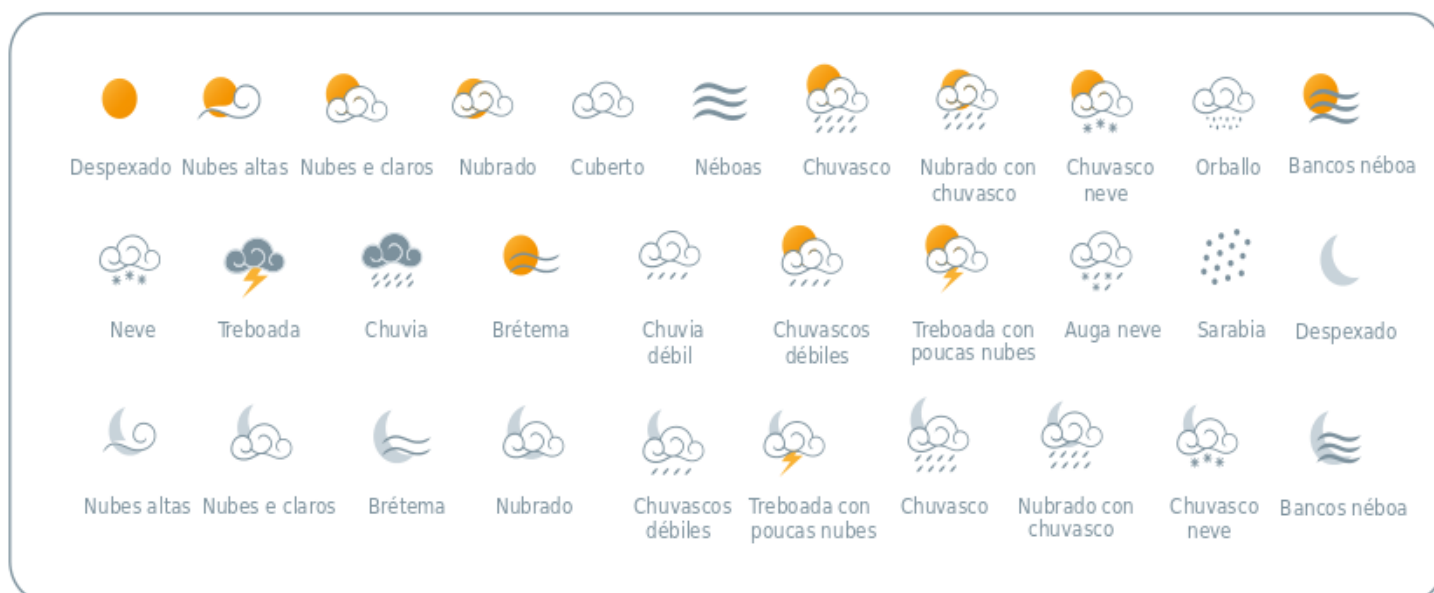 Despexado Nubes altas Nubes e claros Nubrado Cuberto Néboas Chuvasco Nubrado con Chuvasco Orballo Bancos néboa
chuvasco neve
Neve Treboada Chuvia Brétema Chuvia Chuvascos Treboada con Auga neve Sarabia Despexado
débil débiles poucas nubes
Nubes altas Nubes e claros Brétema Nubrado Chuvascos Treboada con Chuvasco Nubrado con Chuvasco Bancos néboa
débiles poucas nubes chuvasco neve